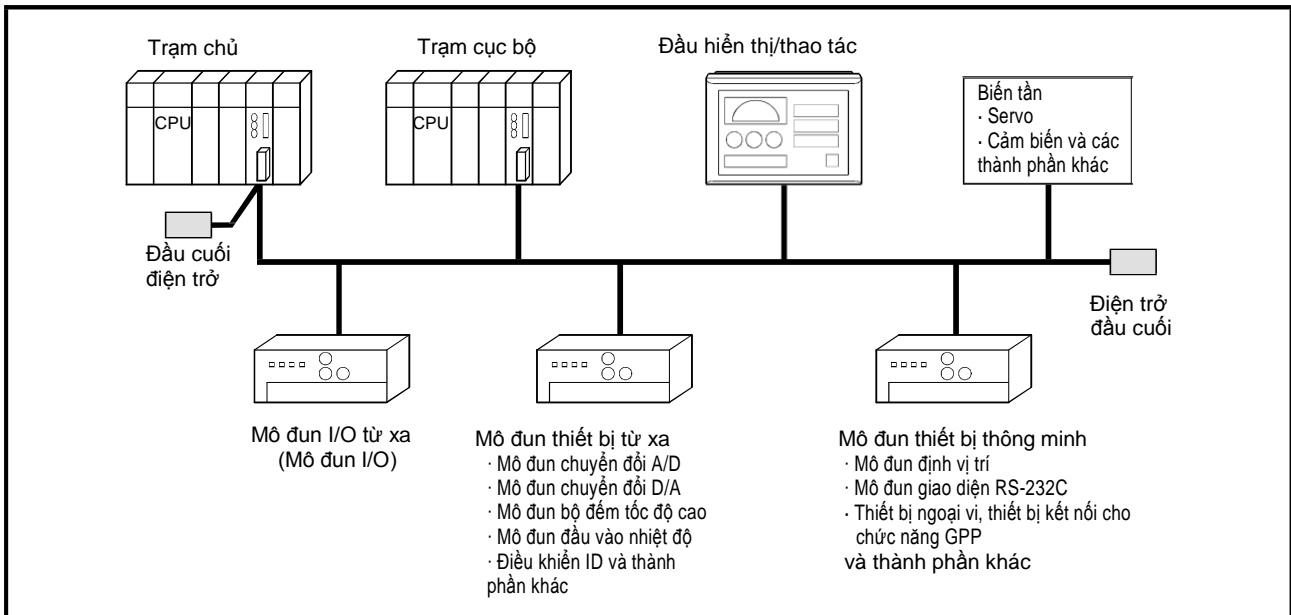 Trạm chủ
Trạm cục bộ
Đầu hiển thị/thao tác
CPU
CPU
Biến tần
· Servo
· Cảm biến và các
thành phần khác
Đầu cuối
điện trở
Điện trở
đầu cuối
Mô đun I/O từ xa
(Mô đun I/O)
Mô đun thiết bị từ xa
· Mô đun chuyển đổi A/D
· Mô đun chuyển đổi D/A
· Mô đun bộ đếm tốc độ cao
· Mô đun đầu vào nhiệt độ
· Điều khiển ID và thành
phần khác
Mô đun thiết bị thông minh
· Mô đun định vị trí
· Mô đun giao diện RS-232C
· Thiết bị ngoại vi, thiết bị kết nối cho
chức năng GPP
và thành phần khác